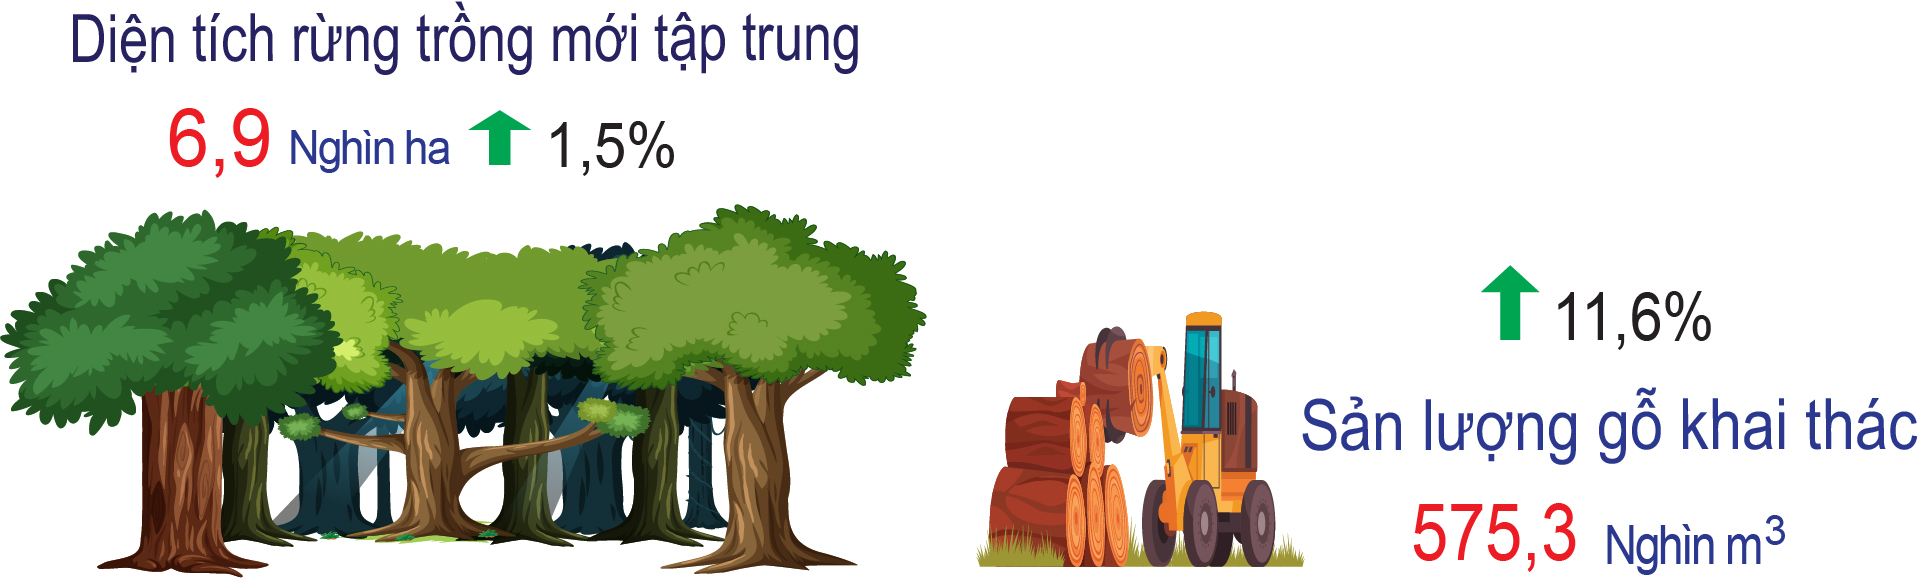 Diện tích rừng trồng mới tập trung
6,9 Nghìn ha 1,5%
11,6%
Sản lượng gỗ khai thác
575,3 Nghìn m³